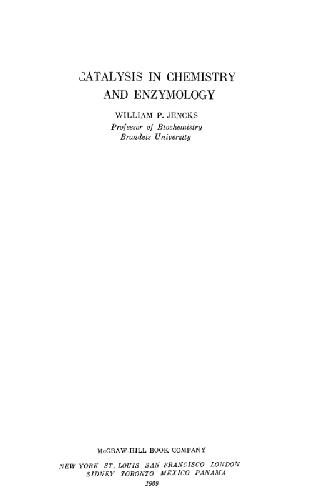 CATALYSIS IN CHEMISTRY
AND ENZYMOLOGY
WILLIAM P. JENCKS
Professor of Biochemistry
Brandeis University
McGRAW-HILL BOOK COMPANY
NEW YORK ST. LOUIS SAN FRANCISCO LONDON
SIDNEY TORONTO MEXICO PANAMA
1969